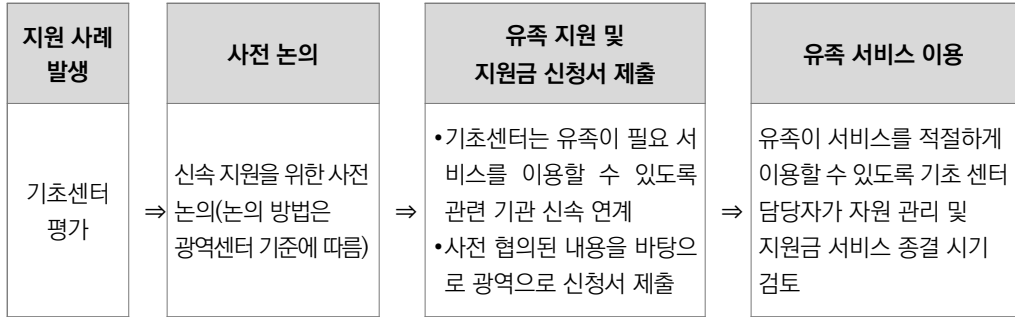 지원 사례
발생
사전 논의
유족 지원 및
지원금 신청서 제출
유족 서비스 이용
기초센터
평가
⇒
신속 지원을 위한 사전
논의(논의 방법은
광역센터 기준에 따름)
⇒
•기초센터는 유족이 필요 서
비스를 이용할 수 있도록
관련 기관 신속 연계
•사전 협의된 내용을 바탕으
로 광역으로 신청서 제출
⇒
유족이 서비스를 적절하게
이용할 수 있도록 기초 센터
담당자가 자원 관리 및
지원금 서비스 종결 시기
검토